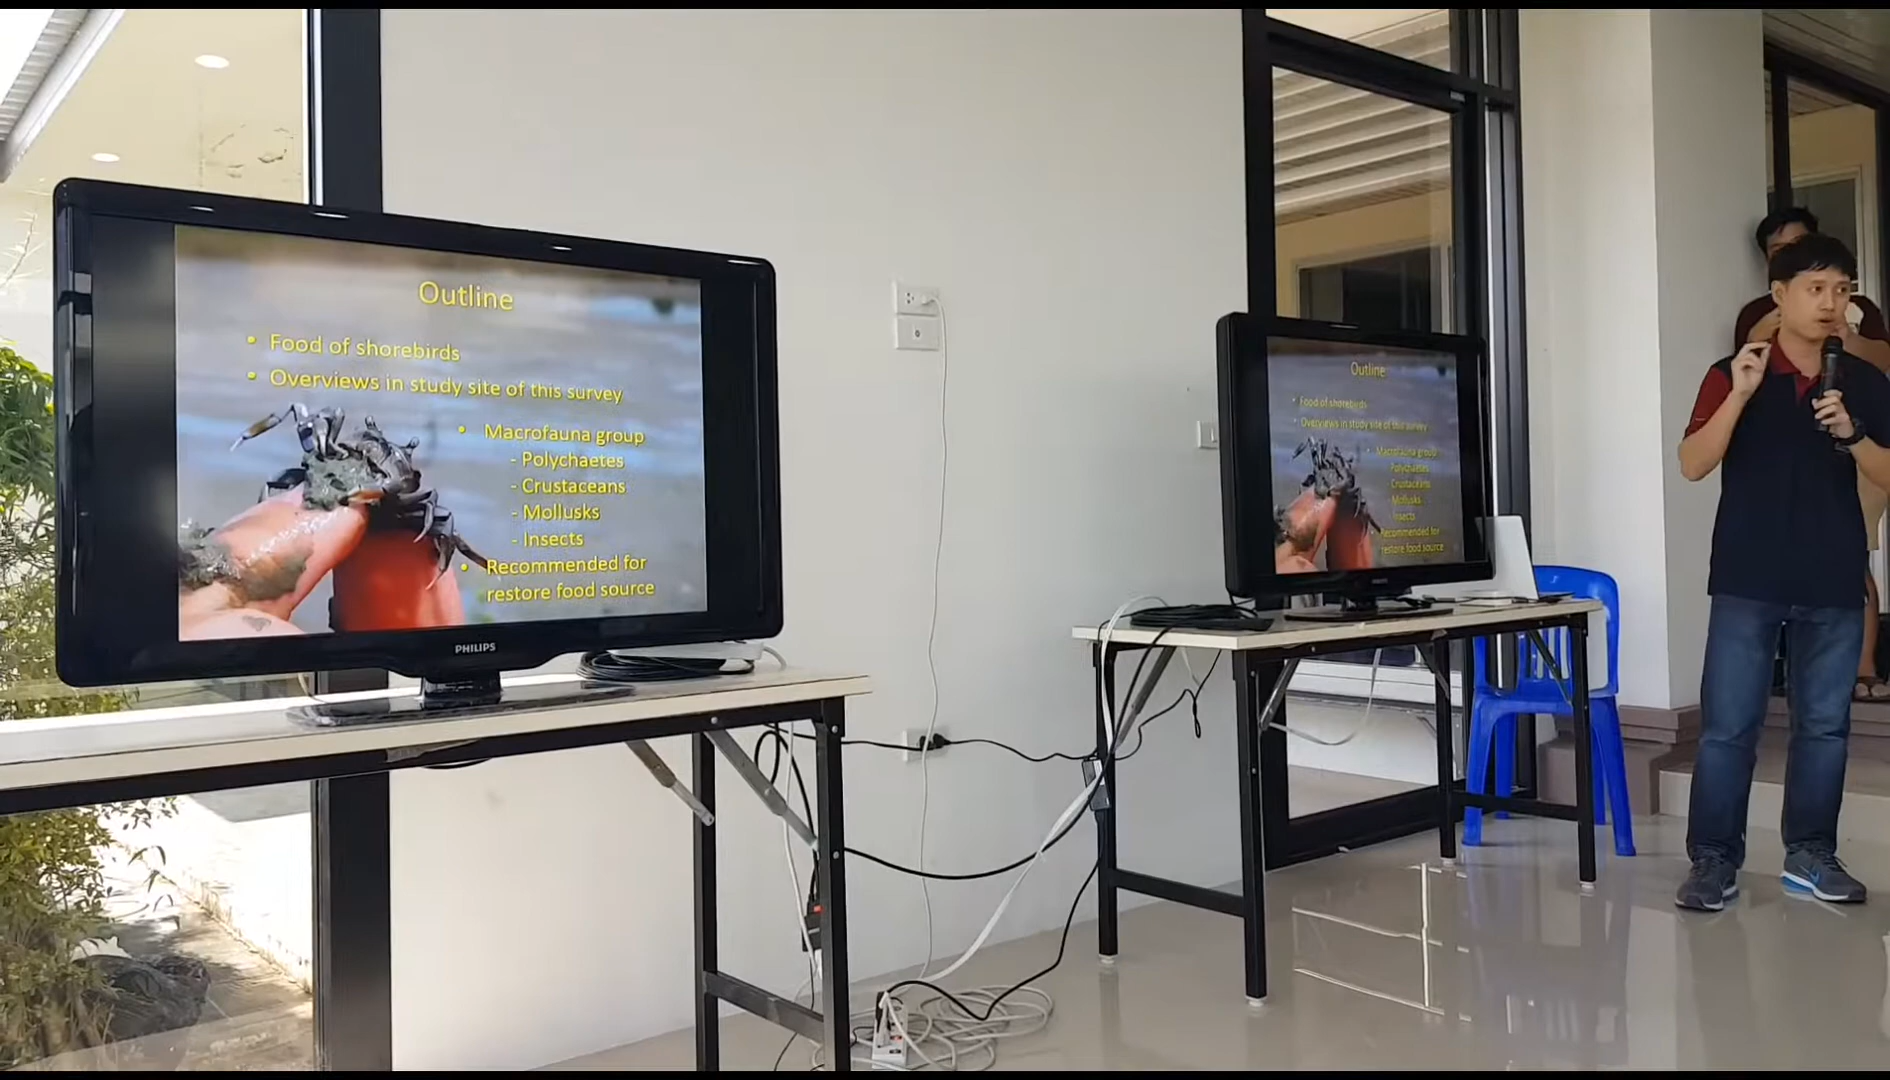 Outline
• Food of shorebirds
• Overviews in study site of this survey
• Macrofauna group
- Polychaetes
- Crustaceans
- Mollusks
- Insects
• Recommended for
restore food source
PHILIPS
Outline
• Food of shorebirds
• Overviews in study site of this survey
• Macrofauna group
- Polychaetes
- Crustaceans
- Mollusks
- Insects
• Recommended for
restore food source
PHILIPS